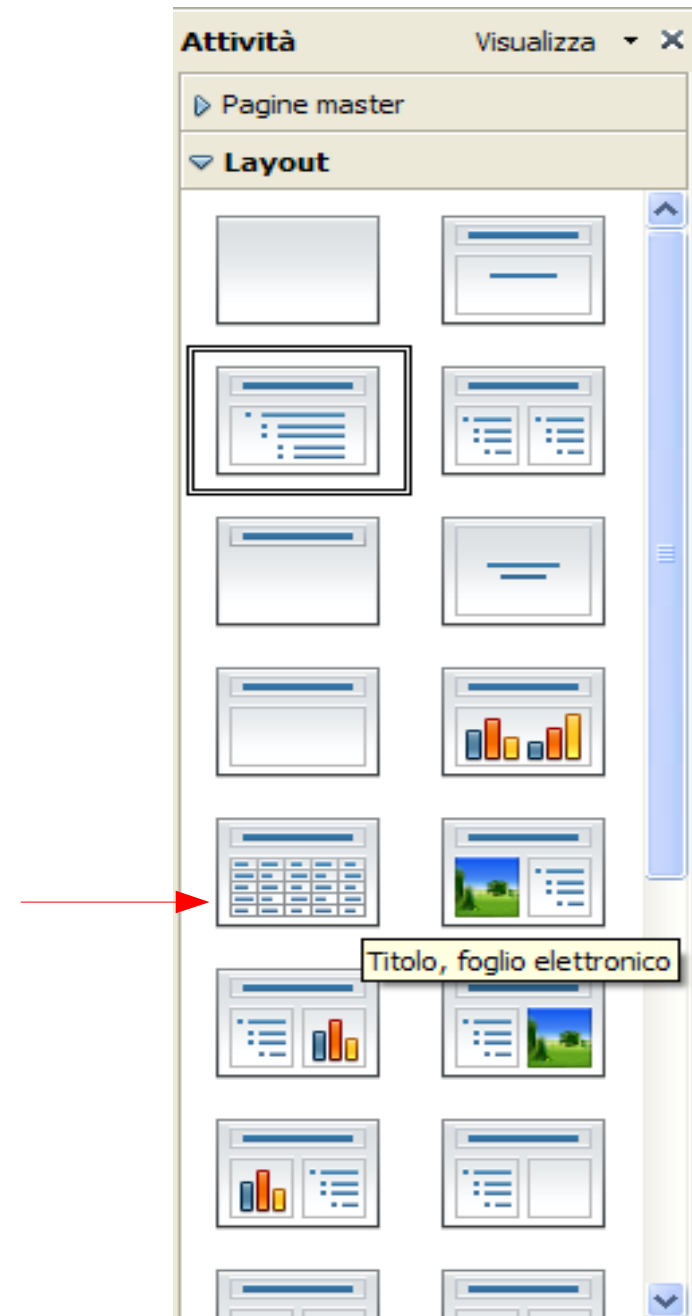 Attività Visualizza
Pagine master
Layout
Titolo, foglio elettronico